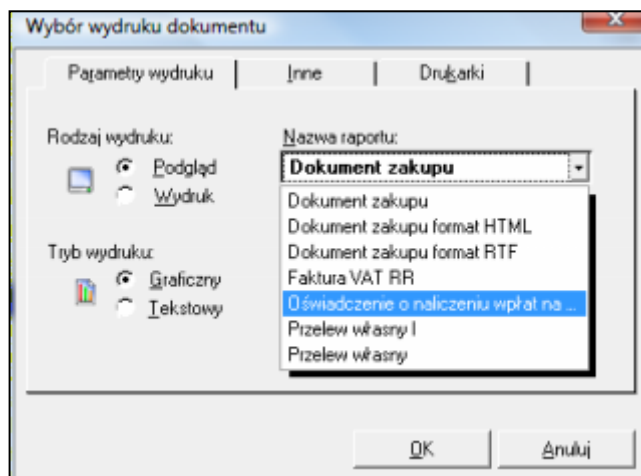 Wybór wydruku dokumentu
Parametry wydruku
Inne
Drukarki
Rodzaj wydruku:
Podgląd
Wydruk
Tryb wydruku:
Graficzny
Tekstowy
Nazwa raportu:
Dokument zakupu
Dokument zakupu
Dokument zakupu format HTML
Dokument zakupu format RTF
Faktura VAT RR
Oświadczenie o naliczeniu wpłat na ...
Przelew własny I
Przelew własny
OK
Anuluj